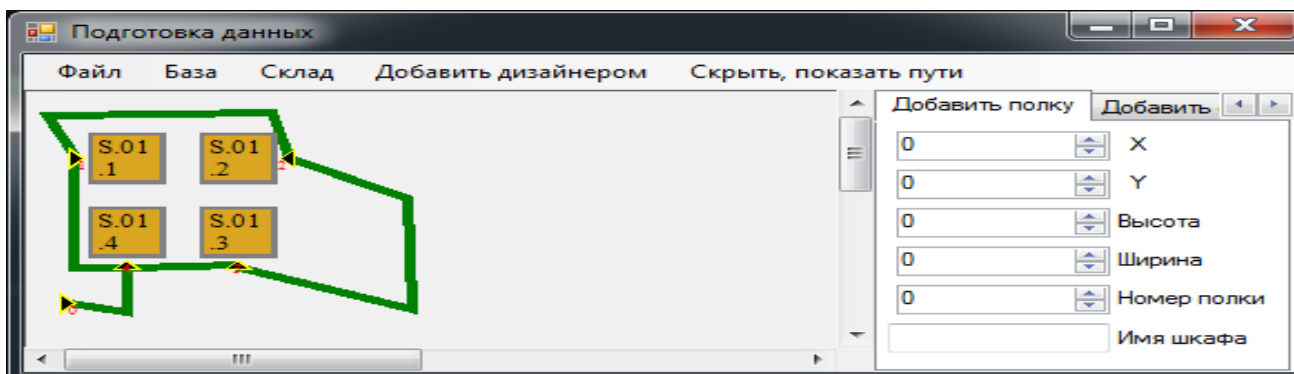 Подготовка данных
Файл База Склад Добавить дизайнером Скрыть, показать пути
Добавить полку Добавить
S.01 S.01
.1 .2
S.01 S.01
.4 .3
0 X
0 Y
0 Высота
0 Ширина
0 Номер полки
Имя шкафа